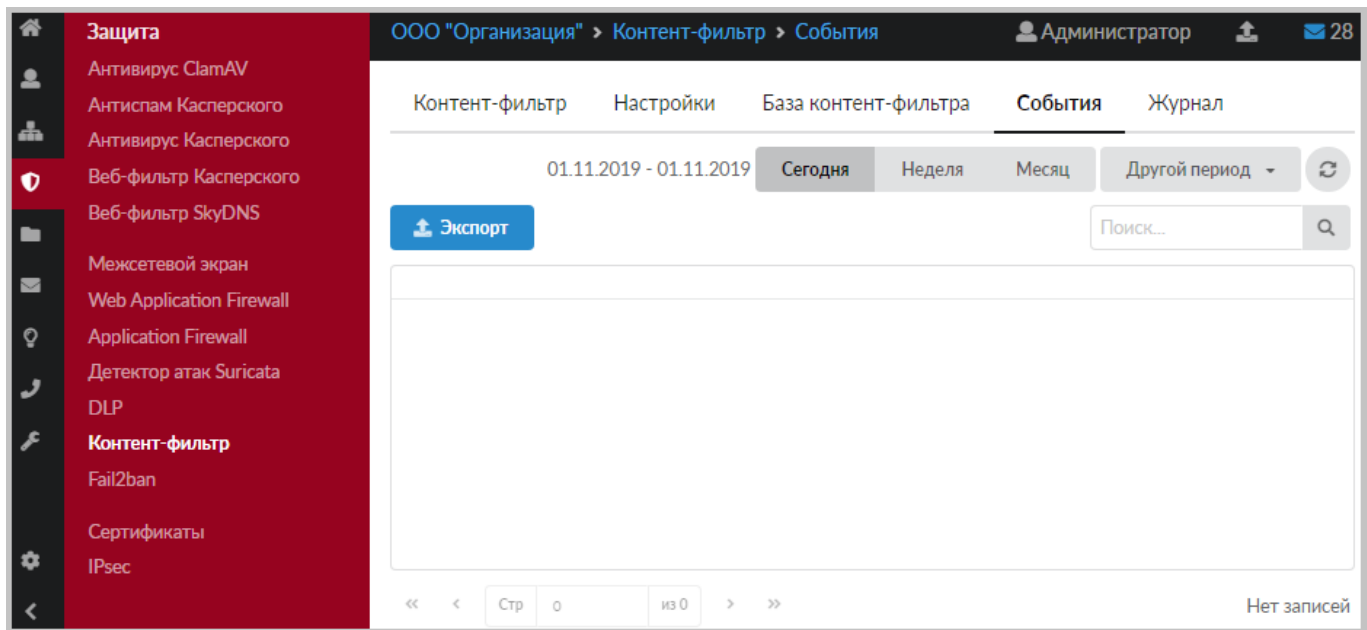 Защита
Антивирус ClamAV
Антиспам Касперского
Антивирус Касперского
Веб-фильтр Касперского
Веб-фильтр SkyDNS
Межсетевой экран
Web Application Firewall
Application Firewall
Детектор атак Suricata
DLP
Контент-фильтр
Fail2ban
Сертификаты
IPsec
ООО "Организация" > Контент-фильтр > События Администратор 28
Контент-фильтр Настройки База контент-фильтра События Журнал
01.11.2019 - 01.11.2019 Сегодня Неделя Месяц Другой период
Экспорт Поиск...
Стр 0 из 0 Нет записей